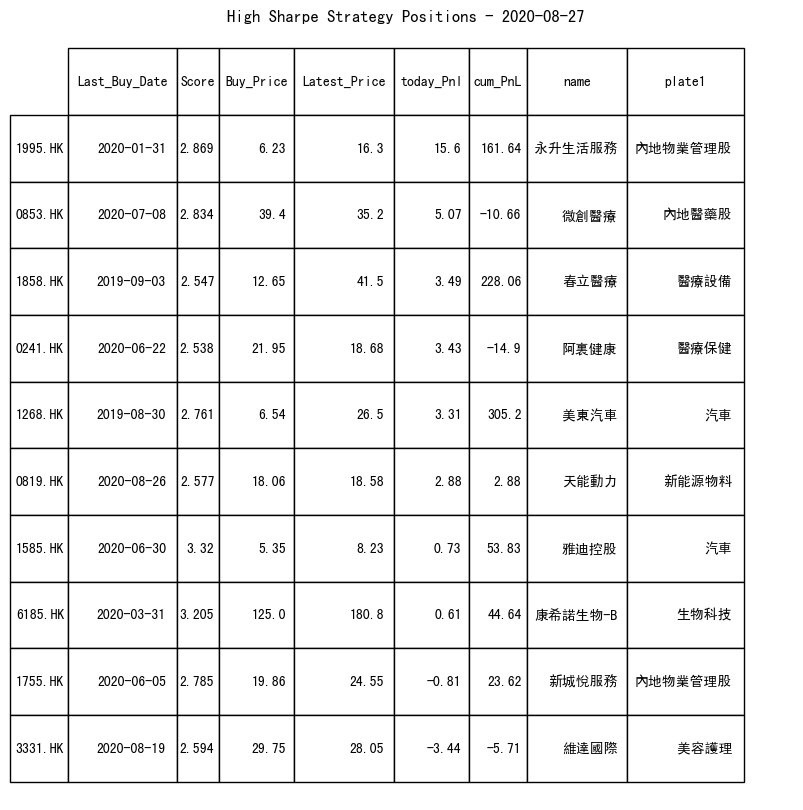 High Sharpe Strategy Positions - 2020-08-27
Last_Buy_Date Score Buy_Price Latest_Price today_Pnl cum_PnL name plate1
1995.HK 2020-01-31 2.869 6.23 16.3 15.6 161.64 永升生活服務 內地物業管理股
0853.HK 2020-07-08 2.834 39.4 35.2 5.07 -10.66 微創醫療 內地醫藥股
1858.HK 2019-09-03 2.547 12.65 41.5 3.49 228.06 春立醫療 醫療設備
0241.HK 2020-06-22 2.538 21.95 18.68 3.43 -14.9 阿裏健康 醫療保健
1268.HK 2019-08-30 2.761 6.54 26.5 3.31 305.2 美東汽車 汽車
0819.HK 2020-08-26 2.577 18.06 18.58 2.88 2.88 天能動力 新能源物料
1585.HK 2020-06-30 3.32 5.35 8.23 0.73 53.83 雅迪控股 汽車
6185.HK 2020-03-31 3.205 125.0 180.8 0.61 44.64 康希諾生物-B 生物科技
1755.HK 2020-06-05 2.785 19.86 24.55 -0.81 23.62 新城悅服務 內地物業管理股
3331.HK 2020-08-19 2.594 29.75 28.05 -3.44 -5.71 維達國際 美容護理